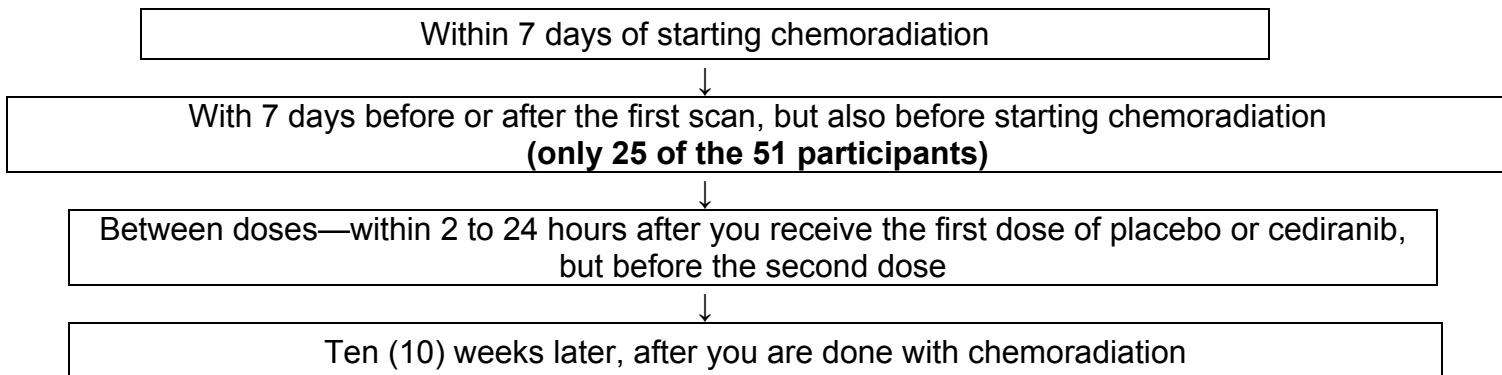 Within 7 days of starting chemoradiation
↓
With 7 days before or after the first scan, but also before starting chemoradiation
(only 25 of the 51 participants)
↓
Between doses—within 2 to 24 hours after you receive the first dose of placebo or cediranib,
but before the second dose
↓
Ten (10) weeks later, after you are done with chemoradiation